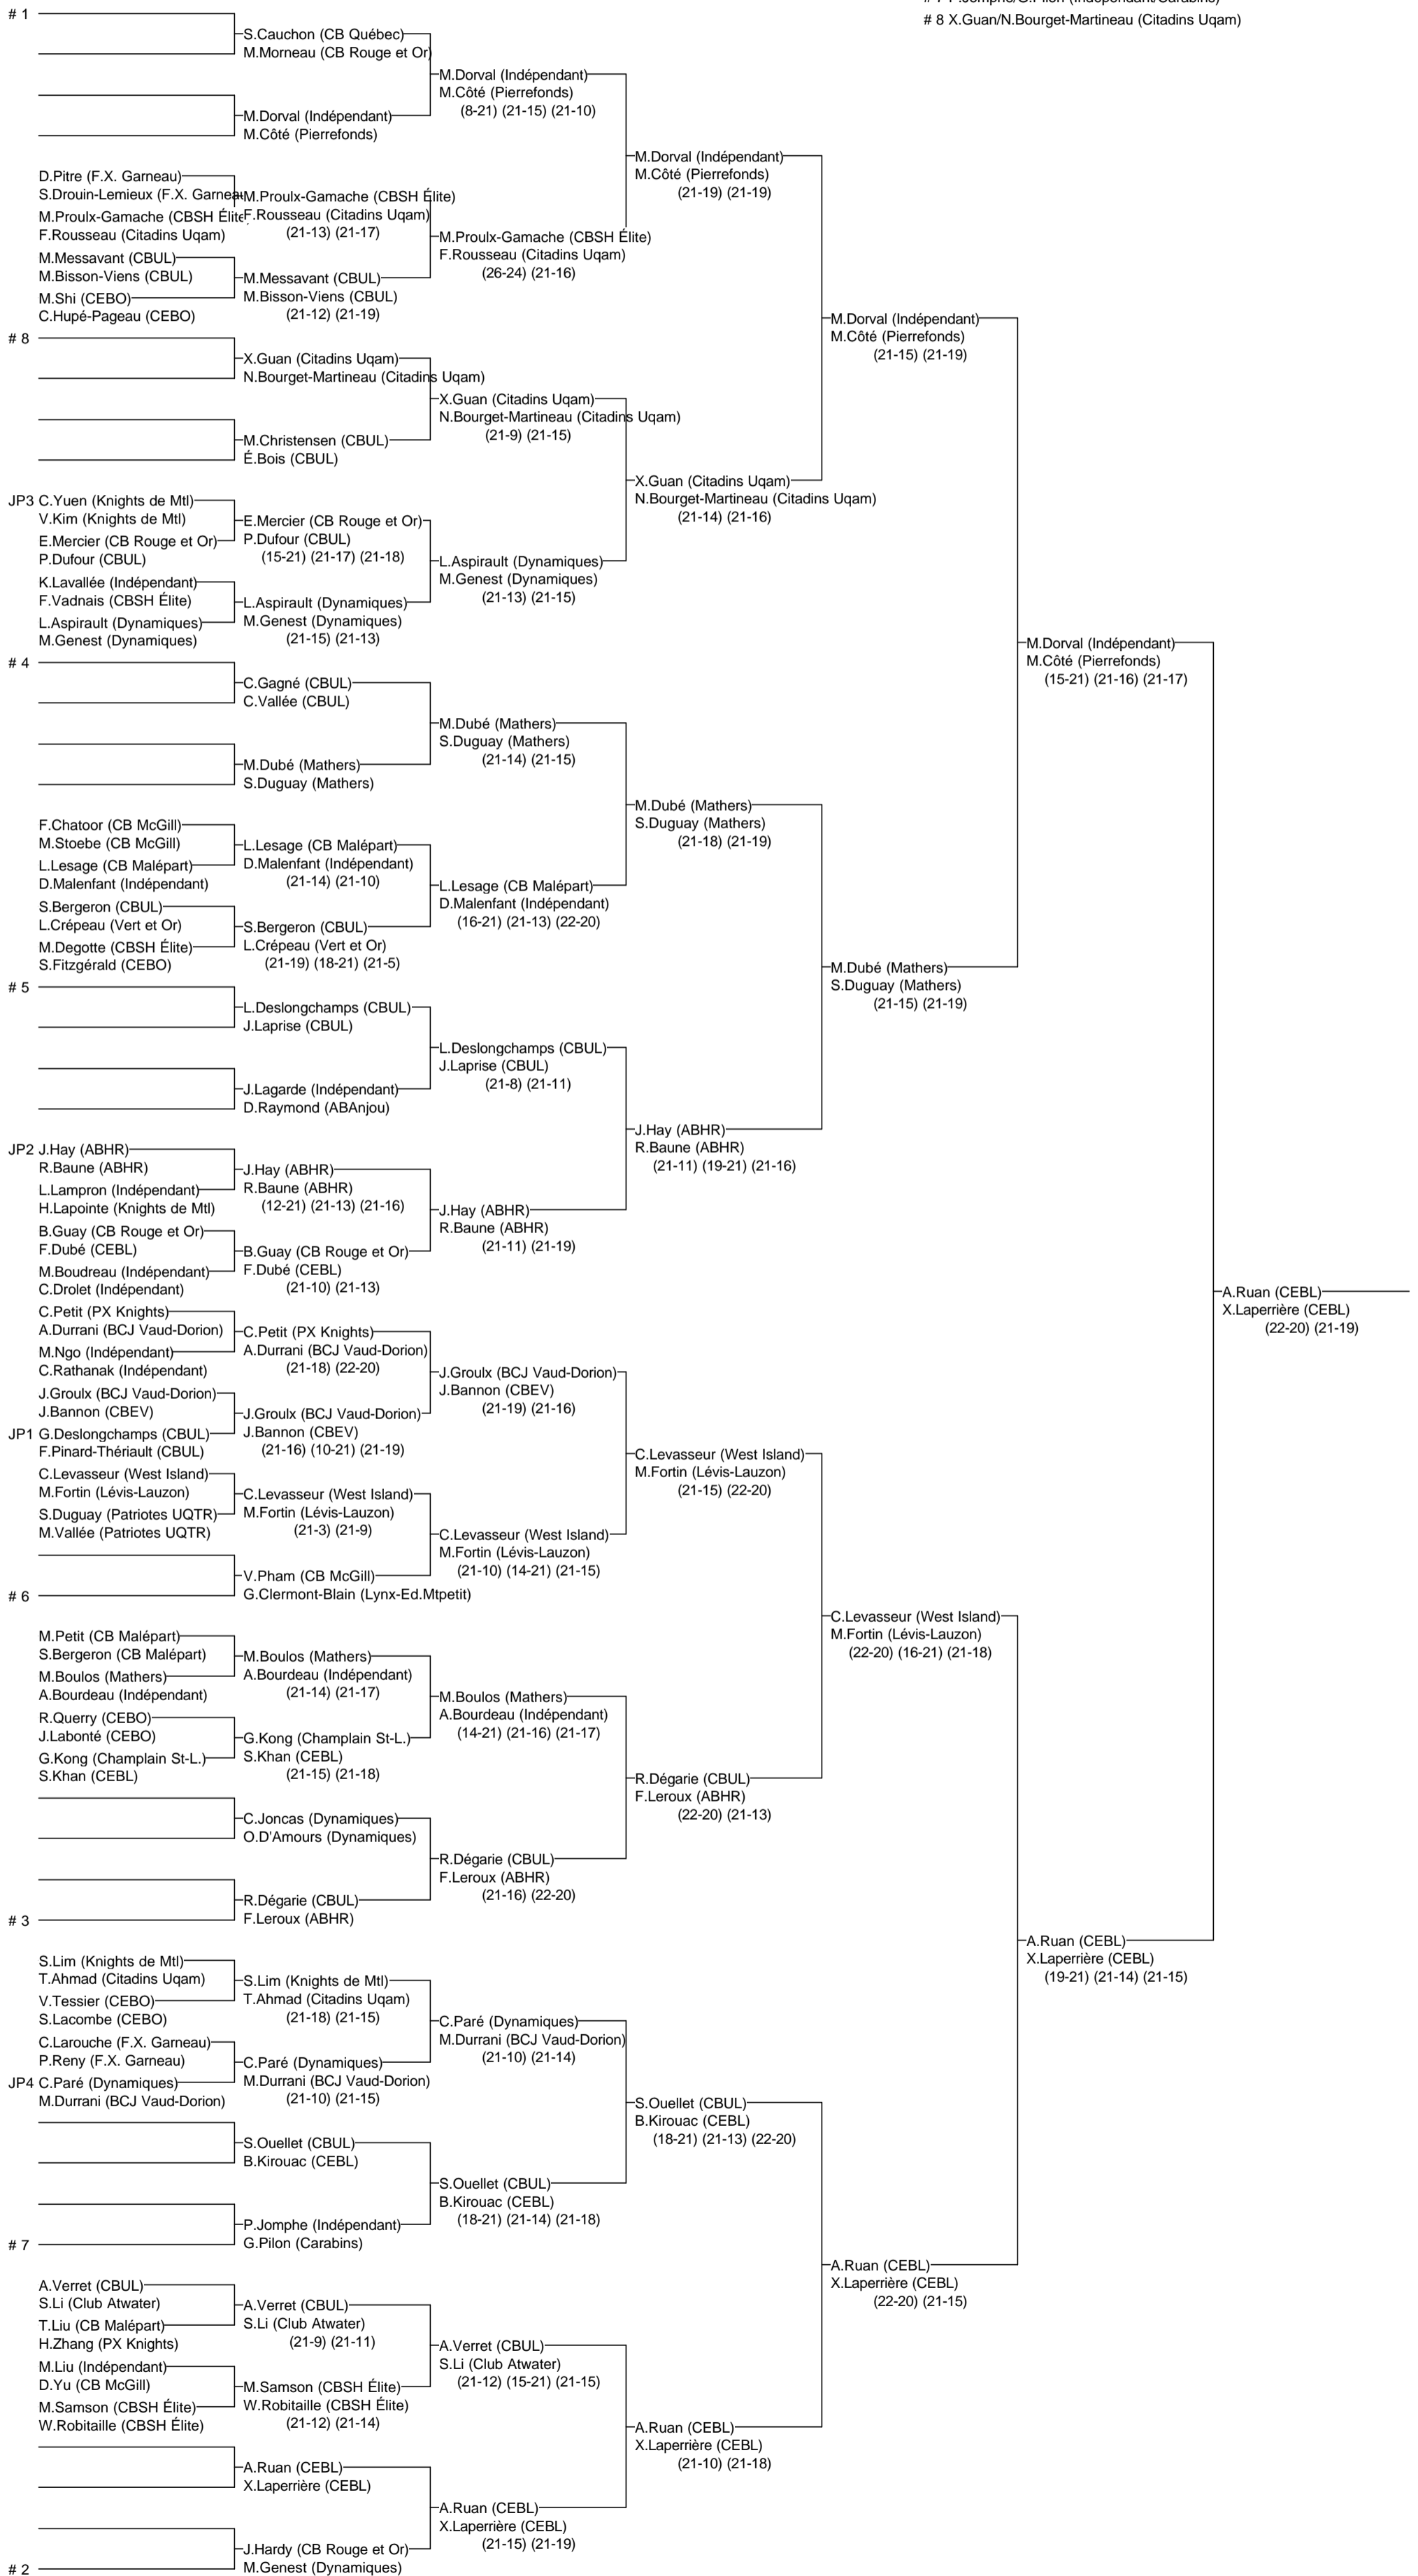 # 1
# 8 X.Guan/N.Bourget-Martineau (Citadins Uqam)
S.Cauchon (CB Québec)
M.Morneau (CB Rouge et Or)
M.Dorval (Indépendant)
M.Côté (Pierrefonds)
(8-21) (21-15) (21-10)
M.Dorval (Indépendant)
M.Côté (Pierrefonds)
M.Dorval (Indépendant)
M.Côté (Pierrefonds)
(21-19) (21-19)
D.Pitre (F.X. Garneau)
S.Drouin-Lemieux (F.X. Garneau
M.Proulx-Gamache (CBSH Élite)
F.Rousseau (Citadins Uqam)
M.Proulx-Gamache (CBSH Élite)
F.Rousseau (Citadins Uqam)
(21-13) (21-17)
M.Proulx-Gamache (CBSH Élite)
F.Rousseau (Citadins Uqam)
(26-24) (21-16)
M.Messavant (CBUL)
M.Bisson-Viens (CBUL)
M.Shi (CEBO)
C.Hupé-Pageau (CEBO)
M.Messavant (CBUL)
M.Bisson-Viens (CBUL)
(21-12) (21-19)
M.Dorval (Indépendant)
M.Côté (Pierrefonds)
(21-15) (21-19)
# 8
X.Guan (Citadins Uqam)
N.Bourget-Martineau (Citadins Uqam)
X.Guan (Citadins Uqam)
N.Bourget-Martineau (Citadins Uqam)
(21-9) (21-15)
M.Christensen (CBUL)
É.Bois (CBUL)
X.Guan (Citadins Uqam)
N.Bourget-Martineau (Citadins Uqam)
(21-14) (21-16)
JP3 C.Yuen (Knights de Mtl)
V.Kim (Knights de Mtl)
E.Mercier (CB Rouge et Or)
P.Dufour (CBUL)
E.Mercier (CB Rouge et Or)
P.Dufour (CBUL)
(15-21) (21-17) (21-18)
L.Aspirault (Dynamiques)
M.Genest (Dynamiques)
(21-13) (21-15)
K.Lavallée (Indépendant)
F.Vadnais (CBSH Élite)
L.Aspirault (Dynamiques)
M.Genest (Dynamiques)
L.Aspirault (Dynamiques)
M.Genest (Dynamiques)
(21-15) (21-13)
M.Dorval (Indépendant)
M.Côté (Pierrefonds)
(15-21) (21-16) (21-17)
# 4
C.Gagné (CBUL)
C.Vallée (CBUL)
M.Dubé (Mathers)
S.Duguay (Mathers)
(21-14) (21-15)
M.Dubé (Mathers)
S.Duguay (Mathers)
M.Dubé (Mathers)
S.Duguay (Mathers)
(21-18) (21-19)
F.Chatoor (CB McGill)
M.Stoebe (CB McGill)
L.Lesage (CB Malépart)
D.Malenfant (Indépendant)
L.Lesage (CB Malépart)
D.Malenfant (Indépendant)
(21-14) (21-10)
L.Lesage (CB Malépart)
D.Malenfant (Indépendant)
(16-21) (21-13) (22-20)
S.Bergeron (CBUL)
L.Crépeau (Vert et Or)
M.Degotte (CBSH Élite)
S.Fitzgérald (CEBO)
S.Bergeron (CBUL)
L.Crépeau (Vert et Or)
(21-19) (18-21) (21-5)
M.Dubé (Mathers)
S.Duguay (Mathers)
(21-15) (21-19)
# 5
L.Deslongchamps (CBUL)
J.Laprise (CBUL)
L.Deslongchamps (CBUL)
J.Laprise (CBUL)
(21-8) (21-11)
J.Lagarde (Indépendant)
D.Raymond (ABAnjou)
J.Hay (ABHR)
R.Baune (ABHR)
(21-11) (19-21) (21-16)
JP2 J.Hay (ABHR)
R.Baune (ABHR)
L.Lampron (Indépendant)
H.Lapointe (Knights de Mtl)
J.Hay (ABHR)
R.Baune (ABHR)
(12-21) (21-13) (21-16)
J.Hay (ABHR)
R.Baune (ABHR)
(21-11) (21-19)
B.Guay (CB Rouge et Or)
F.Dubé (CEBL)
M.Boudreau (Indépendant)
C.Drolet (Indépendant)
B.Guay (CB Rouge et Or)
F.Dubé (CEBL)
(21-10) (21-13)
A.Ruan (CEBL)
X.Laperrière (CEBL)
(22-20) (21-19)
C.Petit (PX Knights)
A.Durrani (BCJ Vaud-Dorion)
M.Ngo (Indépendant)
C.Rathanak (Indépendant)
C.Petit (PX Knights)
A.Durrani (BCJ Vaud-Dorion)
(21-18) (22-20)
J.Groulx (BCJ Vaud-Dorion)
J.Bannon (CBEV)
(21-19) (21-16)
J.Groulx (BCJ Vaud-Dorion)
J.Bannon (CBEV)
JP1 G.Deslongchamps (CBUL)
F.Pinard-Thériault (CBUL)
J.Groulx (BCJ Vaud-Dorion)
J.Bannon (CBEV)
(21-16) (10-21) (21-19)
C.Levasseur (West Island)
M.Fortin (Lévis-Lauzon)
(21-15) (22-20)
C.Levasseur (West Island)
M.Fortin (Lévis-Lauzon)
S.Duguay (Patriotes UQTR)
M.Vallée (Patriotes UQTR)
C.Levasseur (West Island)
M.Fortin (Lévis-Lauzon)
(21-3) (21-9)
C.Levasseur (West Island)
M.Fortin (Lévis-Lauzon)
(21-10) (14-21) (21-15)
V.Pham (CB McGill)
G.Clermont-Blain (Lynx-Ed.Mtpetit)
# 6
C.Levasseur (West Island)
M.Fortin (Lévis-Lauzon)
(22-20) (16-21) (21-18)
M.Petit (CB Malépart)
S.Bergeron (CB Malépart)
M.Boulos (Mathers)
A.Bourdeau (Indépendant)
M.Boulos (Mathers)
A.Bourdeau (Indépendant)
(21-14) (21-17)
M.Boulos (Mathers)
A.Bourdeau (Indépendant)
(14-21) (21-16) (21-17)
R.Querry (CEBO)
J.Labonté (CEBO)
G.Kong (Champlain St-L.)
S.Khan (CEBL)
G.Kong (Champlain St-L.)
S.Khan (CEBL)
(21-15) (21-18)
R.Dégarie (CBUL)
F.Leroux (ABHR)
(22-20) (21-13)
C.Joncas (Dynamiques)
O.D'Amours (Dynamiques)
R.Dégarie (CBUL)
F.Leroux (ABHR)
(21-16) (22-20)
R.Dégarie (CBUL)
F.Leroux (ABHR)
# 3
A.Ruan (CEBL)
X.Laperrière (CEBL)
(19-21) (21-14) (21-15)
S.Lim (Knights de Mtl)
T.Ahmad (Citadins Uqam)
V.Tessier (CEBO)
S.Lacombe (CEBO)
S.Lim (Knights de Mtl)
T.Ahmad (Citadins Uqam)
(21-18) (21-15)
C.Paré (Dynamiques)
M.Durrani (BCJ Vaud-Dorion)
(21-10) (21-14)
C.Larouche (F.X. Garneau)
P.Reny (F.X. Garneau)
JP4 C.Paré (Dynamiques)
M.Durrani (BCJ Vaud-Dorion)
C.Paré (Dynamiques)
M.Durrani (BCJ Vaud-Dorion)
(21-10) (21-15)
S.Ouellet (CBUL)
B.Kirouac (CEBL)
(18-21) (21-13) (22-20)
S.Ouellet (CBUL)
B.Kirouac (CEBL)
S.Ouellet (CBUL)
B.Kirouac (CEBL)
(18-21) (21-14) (21-18)
P.Jomphe (Indépendant)
G.Pilon (Carabins)
# 7
A.Ruan (CEBL)
X.Laperrière (CEBL)
(22-20) (21-15)
A.Verret (CBUL)
S.Li (Club Atwater)
T.Liu (CB Malépart)
H.Zhang (PX Knights)
A.Verret (CBUL)
S.Li (Club Atwater)
(21-9) (21-11)
A.Verret (CBUL)
S.Li (Club Atwater)
(21-12) (15-21) (21-15)
M.Liu (Indépendant)
D.Yu (CB McGill)
M.Samson (CBSH Élite)
W.Robitaille (CBSH Élite)
M.Samson (CBSH Élite)
W.Robitaille (CBSH Élite)
(21-12) (21-14)
A.Ruan (CEBL)
X.Laperrière (CEBL)
(21-10) (21-18)
A.Ruan (CEBL)
X.Laperrière (CEBL)
A.Ruan (CEBL)
X.Laperrière (CEBL)
(21-15) (21-19)
J.Hardy (CB Rouge et Or)
M.Genest (Dynamiques)
# 2